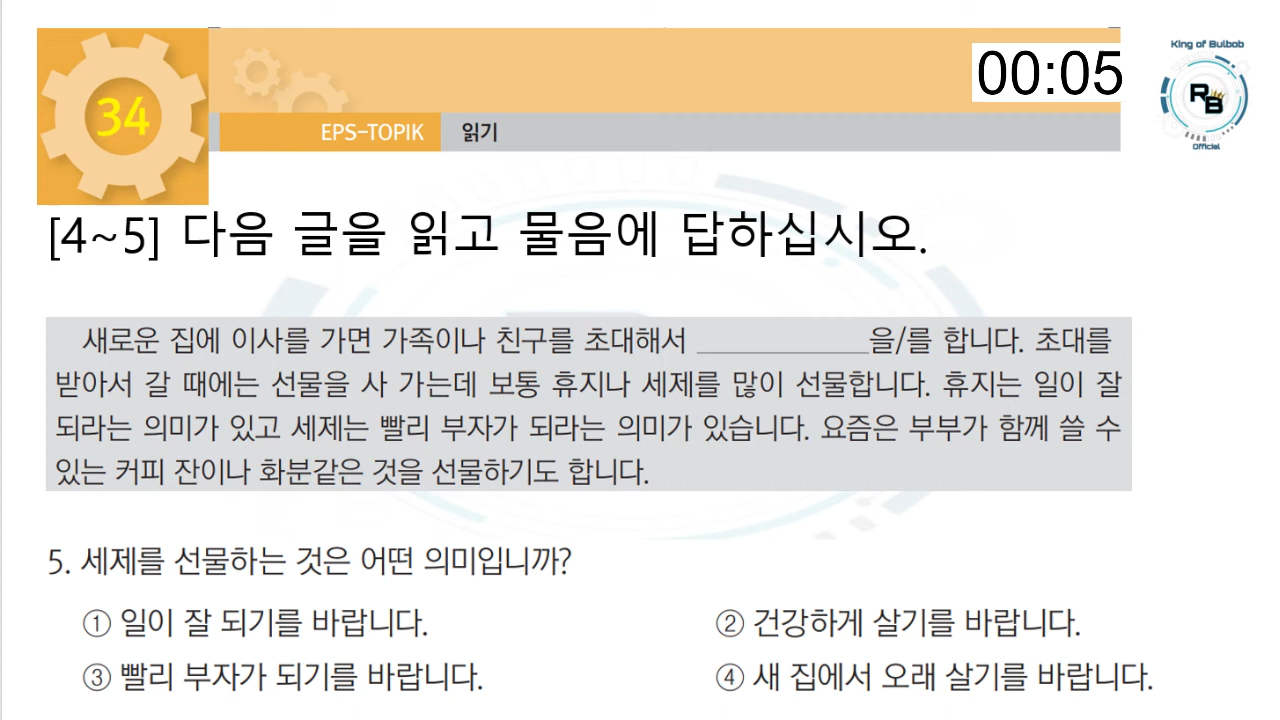 34
00:05
King of Bulbob
RB
Official
EPS-TOPIK 읽기
[4~5] 다음 글을 읽고 물음에 답하십시오.
새로운 집에 이사를 가면 가족이나 친구를 초대해서 ____________을/를 합니다. 초대를
받아서 갈 때에는 선물을 사 가는데 보통 휴지나 세제를 많이 선물합니다. 휴지는 일이 잘
되라는 의미가 있고 세제는 빨리 부자가 되라는 의미가 있습니다. 요즘은 부부가 함께 쓸 수
있는 커피 잔이나 화분같은 것을 선물하기도 합니다.
5. 세제를 선물하는 것은 어떤 의미입니까?
① 일이 잘 되기를 바랍니다. ② 건강하게 살기를 바랍니다.
③ 빨리 부자가 되기를 바랍니다. ④ 새 집에서 오래 살기를 바랍니다.